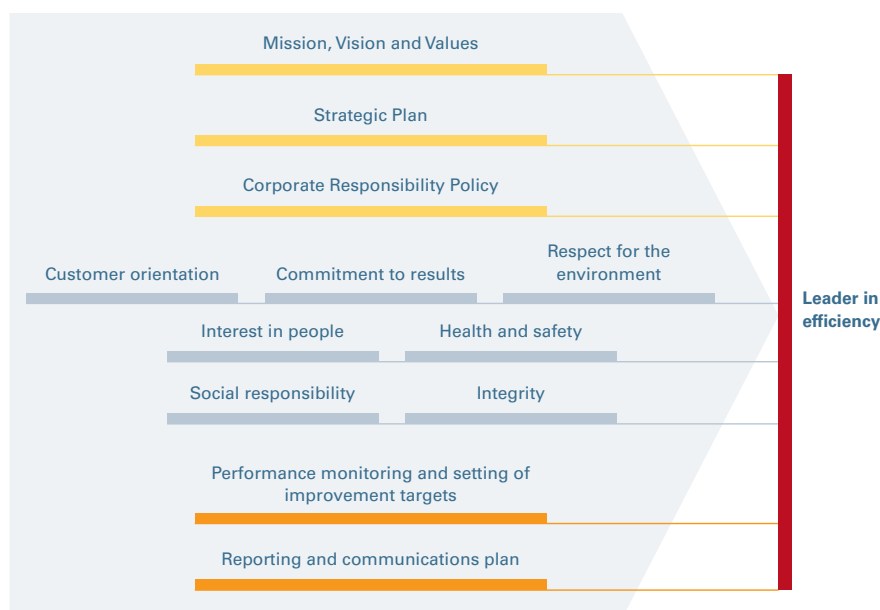 Mission, Vision and Values
Strategic Plan
Corporate Responsibility Policy
Customer orientation
Commitment to results
Respect for the
environment
Leader in
efficiency
Interest in people
Health and safety
Social responsibility
Integrity
Performance monitoring and setting of
improvement targets
Reporting and communications plan